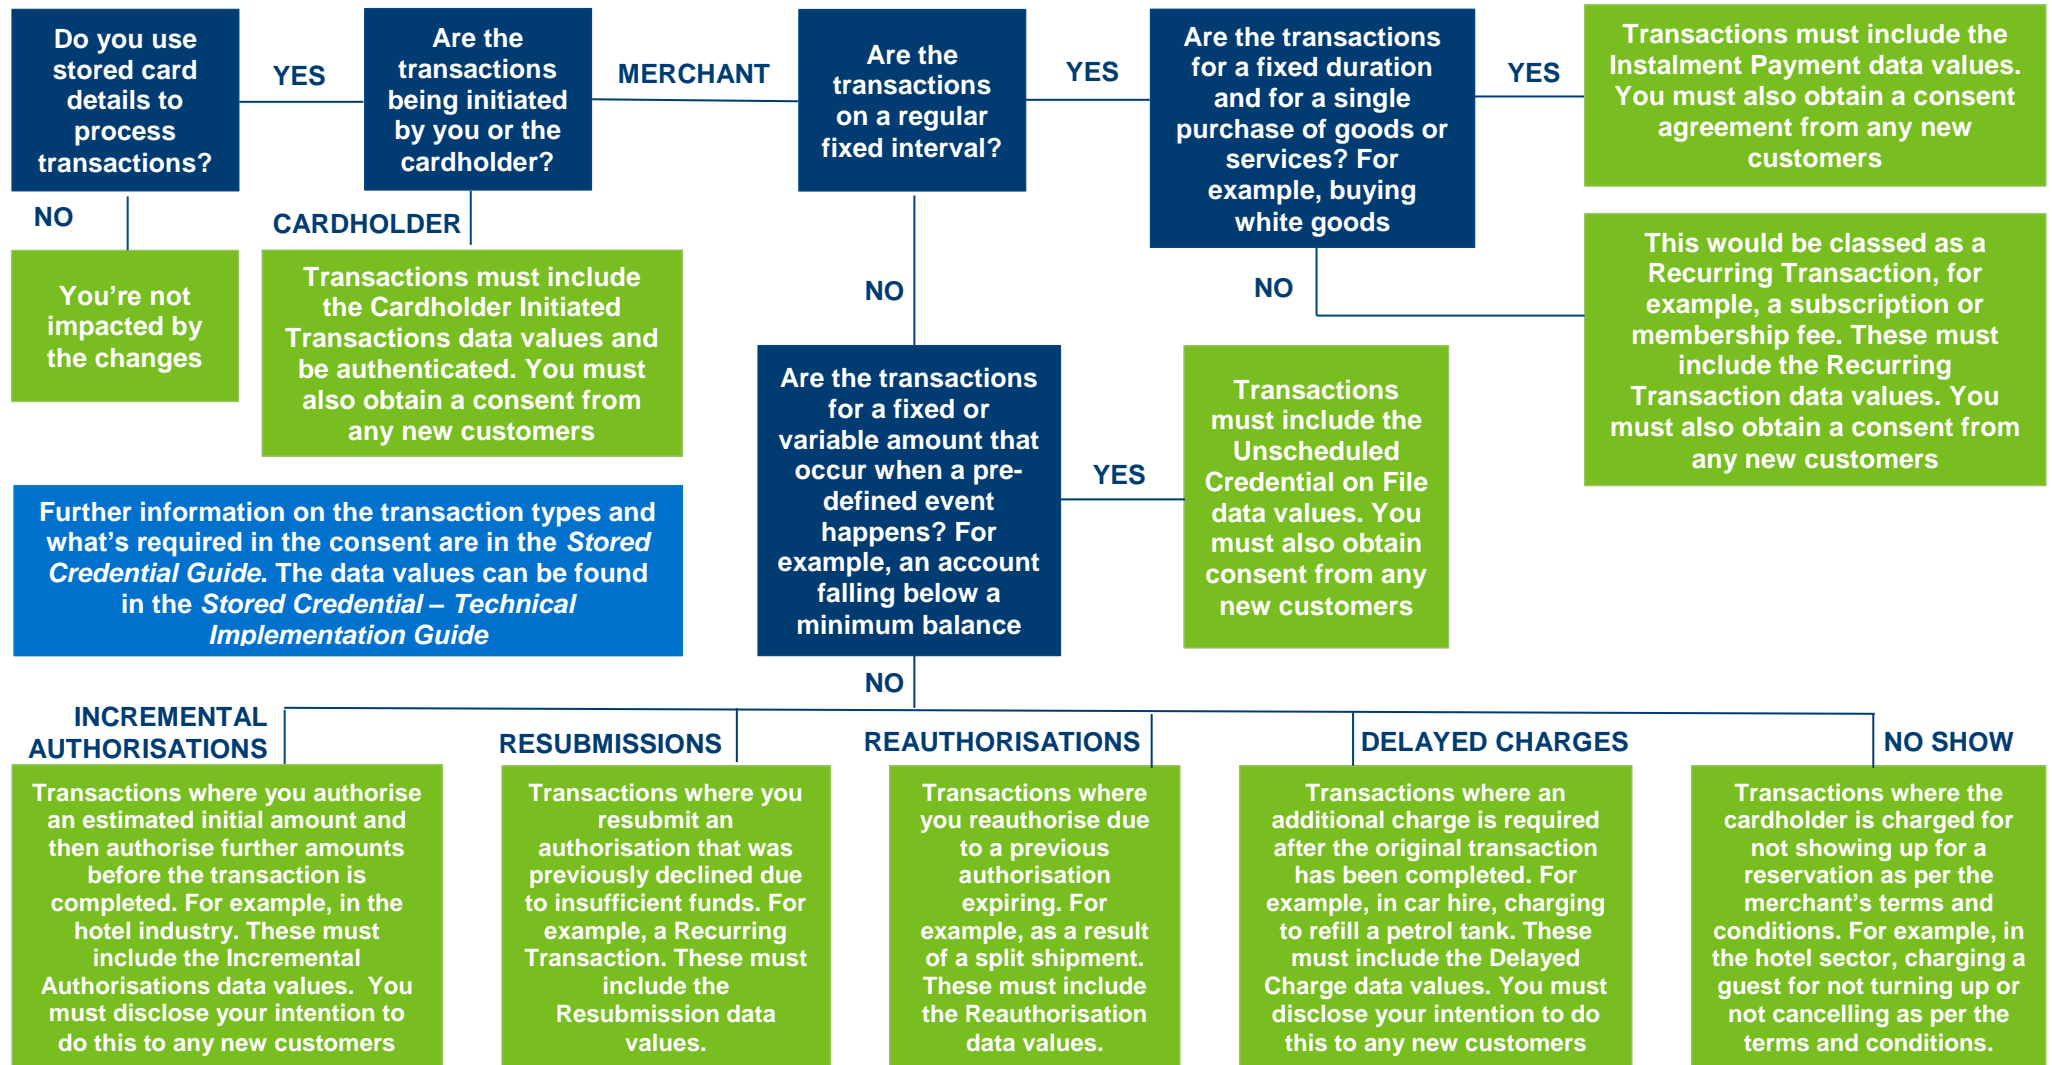 Do you use
stored card
details to
process
transactions?
YES
Are the
transactions
being initiated
by you or the
cardholder?
MERCHANT
Are the
transactions
on a regular
fixed interval?
YES
Are the transactions
for a fixed duration
and for a single
purchase of goods or
services? For
example, buying
white goods
YES
Transactions must include the
Instalment Payment data values.
You must also obtain a consent
agreement from any new
customers
NO
You’re not
impacted by
the changes
CARDHOLDER
Transactions must include
the Cardholder Initiated
Transactions data values and
be authenticated. You must
also obtain a consent from
any new customers
NO
NO
This would be classed as a
Recurring Transaction, for
example, a subscription or
membership fee. These must
include the Recurring
Transaction data values. You
must also obtain a consent from
any new customers
Are the transactions
for a fixed or
variable amount that
occur when a pre-
defined event
happens? For
example, an account
falling below a
minimum balance
YES
Transactions
must include the
Unscheduled
Credential on File
data values. You
must also obtain
consent from any
new customers
Further information on the transaction types and
what’s required in the consent are in the Stored
Credential Guide. The data values can be found
in the Stored Credential – Technical
Implementation Guide
NO
INCREMENTAL
AUTHORISATIONS
Transactions where you authorise
an estimated initial amount and
then authorise further amounts
before the transaction is
completed. For example, in the
hotel industry. These must
include the Incremental
Authorisations data values.  You
must disclose your intention to
do this to any new customers
RESUBMISSIONS
Transactions where you
resubmit an
authorisation that was
previously declined due
to insufficient funds. For
example, a Recurring
Transaction. These must
include the
Resubmission data
values.
REAUTHORISATIONS
Transactions where
you reauthorise due
to a previous
authorisation
expiring. For
example, as a result
of a split shipment.
These must include
the Reauthorisation
data values.
DELAYED CHARGES
Transactions where an
additional charge is required
after the original transaction
has been completed. For
example, in car hire, charging
to refill a petrol tank. These
must include the Delayed
Charge data values. You must
disclose your intention to do
this to any new customers
NO SHOW
Transactions where the
cardholder is charged for
not showing up for a
reservation as per the
merchant’s terms and
conditions. For example, in
the hotel sector, charging a
guest for not turning up or
not cancelling as per the
terms and conditions.